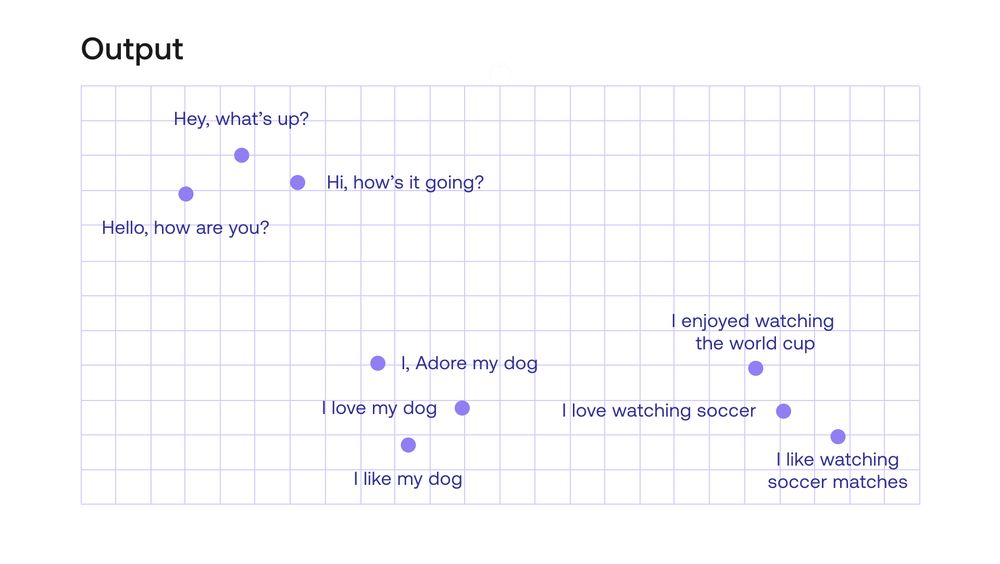 Output
Hey, what’s up?
Hi, how’s it going?
Hello, how are you?
I enjoyed watching
the world cup
I, Adore my dog
I love my dog
I love watching soccer
I like my dog
I like watching
soccer matches